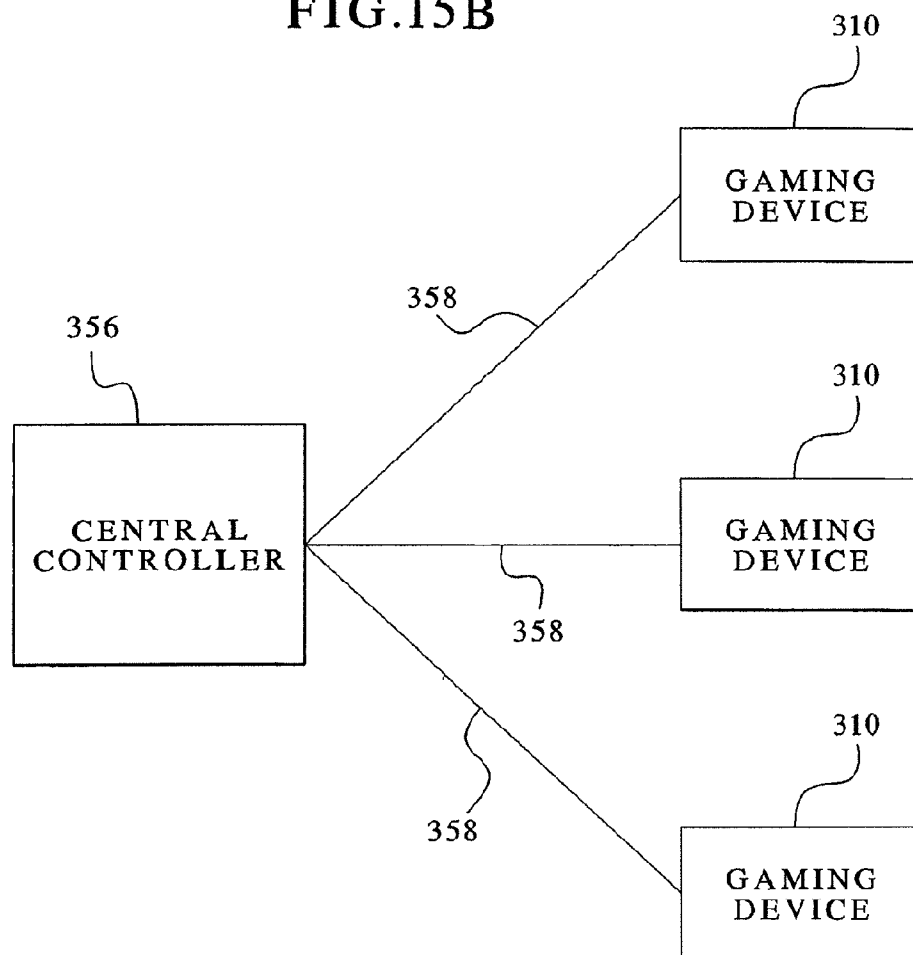 FIG.15B
310
GAMING
DEVICE
358
356
310
CENTRAL
CONTROLLER
GAMING
DEVICE
358
310
358
GAMING
DEVICE